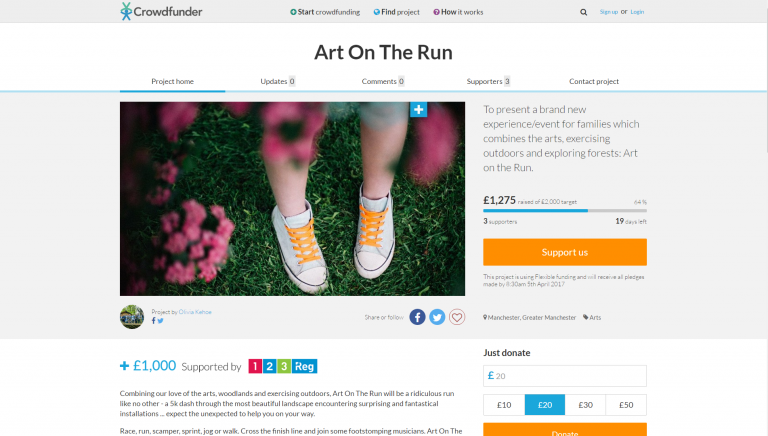 Crowdfunder
Start crowdfunding
Find project
How it works
Sign up or Login
Art On The Run
Project home
Updates 0
Comments 0
Supporters 3
Contact project
To present a brand new
experience/event for families which
combines the arts, exercising
outdoors and exploring forests: Art
on the Run.
£1,275 raised of £2,000 target
64 %
3 supporters
19 days left
Support us
This project is using Flexible funding and will receive all pledges
made by 8:30am 5th April 2017
Project by Olivia Kehoe
Share or follow
Manchester, Greater Manchester
Arts
+ £1,000 Supported by 1 2 3 Reg
Combining our love of the arts, woodlands and exercising outdoors, Art On The Run will be a ridiculous run
like no other - a 5k dash through the most beautiful landscape encountering surprising and fantastical
installations ... expect the unexpected to help you on your way.
Race, run, scamper, sprint, jog or walk. Cross the finish line and join some footstomping musicians. Art On The
Just donate
£ 20
£10
£20
£30
£50
Donate